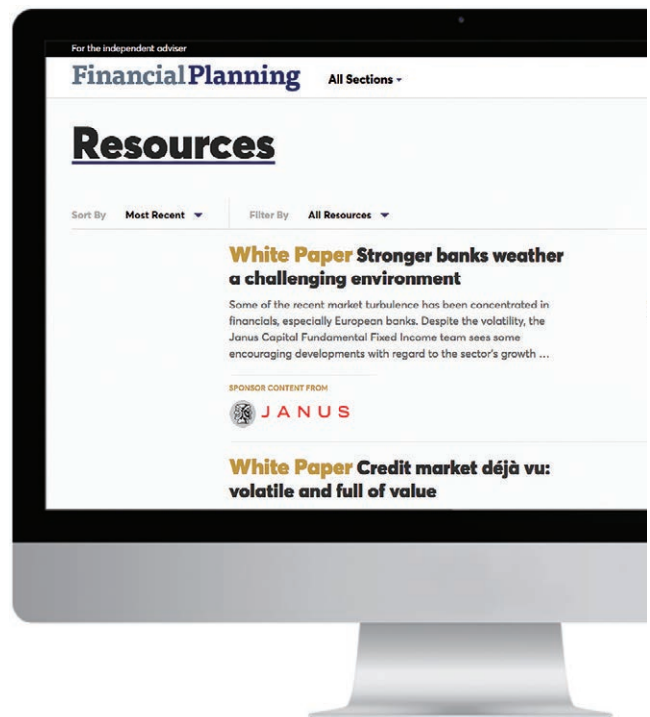 For the independent adviser
Financial Planning All Sections
Resources
Sort By Most Recent Filter By All Resources
White Paper Stronger banks weather
a challenging environment
Some of the recent market turbulence has been concentrated in
financials, especially European banks. Despite the volatility, the
Janus Capital Fundamental Fixed Income team sees some
encouraging developments with regard to the sector's growth ...
SPONSOR CONTENT FROM
JANUS
White Paper Credit market déjà vu:
volatile and full of value